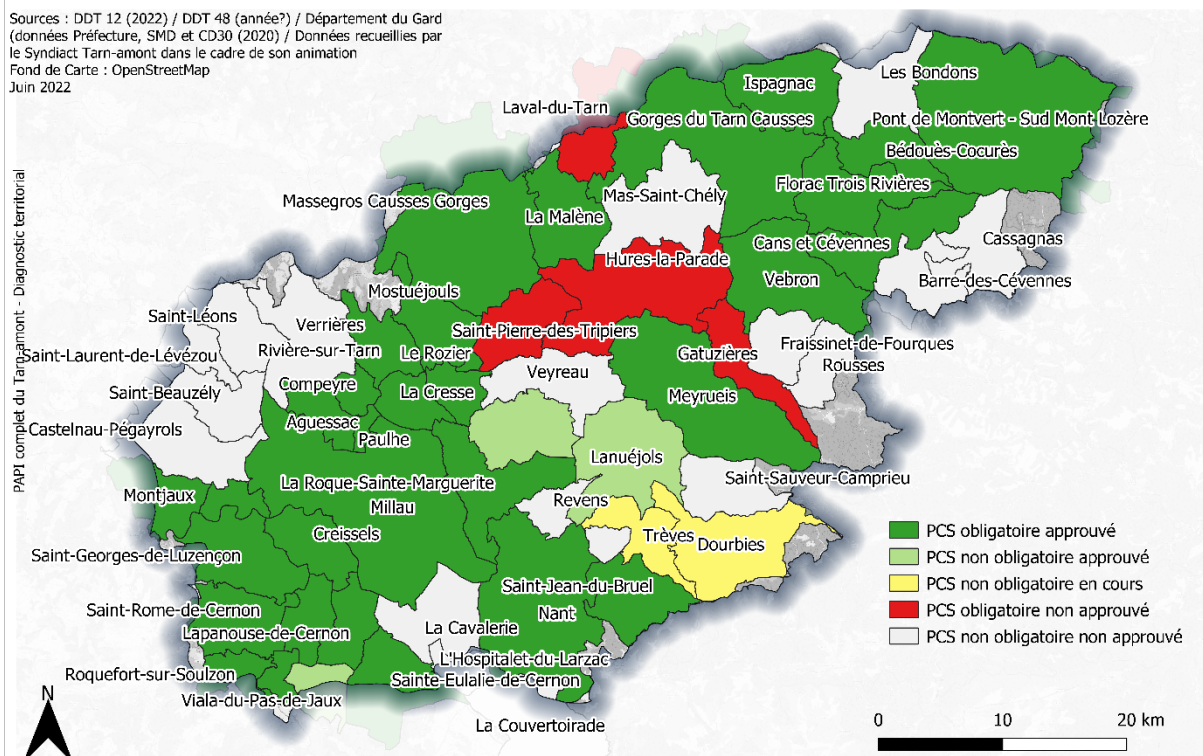 Sources : DDT 12 (2022) / DDT 48 (année?) / Département du Gard
(données Préfecture, SMD et CD30 (2020) / Données recueillies par
le Syndiact Tarn-amont dans le cadre de son animation
Fond de Carte : OpenStreetMap
Juin 2022
PAPI complet du Tarn-amont - Diagnostic territorial
Les Bondons
Ispagnac
Laval-du-Tarn
Gorges du Tarn Causses
Pont de Montvert - Sud Mont Lozère
Bédouès-Cocurès
Florac Trois Rivières
Mas-Saint-Chély
Massegros Causses Gorges
La Malène
Cans et Cévennes
Cassagnas
Hures-la-Parade
Vebron
Barre-des-Cévennes
Mostuéjouls
Saint-Léons
Verrières
Saint-Pierre-des-Tripiers
Fraissinet-de-Fourques
Rivière-sur-Tarn
Le Rozier
Gatuzières
Saint-Laurent-de-Lévézou
Rousses
Veyreau
Compeyre
La Cresse
Meyrueis
Saint-Beauzély
Aguessac
Castelnau-Pégayrols
Paulhe
Lanuéjols
Saint-Sauveur-Camprieu
La Roque-Sainte-Marguerite
Montjaux
Revens
Millau
Creissels
Trèves
Dourbies
Saint-Georges-de-Luzençon
Saint-Jean-du-Bruel
Saint-Rome-de-Cernon
Nant
La Cavalerie
Lapanouse-de-Cernon
L'Hospitalet-du-Larzac
Roquefort-sur-Soulzon
Sainte-Eulalie-de-Cernon
Viala-du-Pas-de-Jaux
La Couvertoirade
PCS obligatoire approuvé
PCS non obligatoire approuvé
PCS non obligatoire en cours
PCS obligatoire non approuvé
PCS non obligatoire non approuvé
N
0 10 20 km